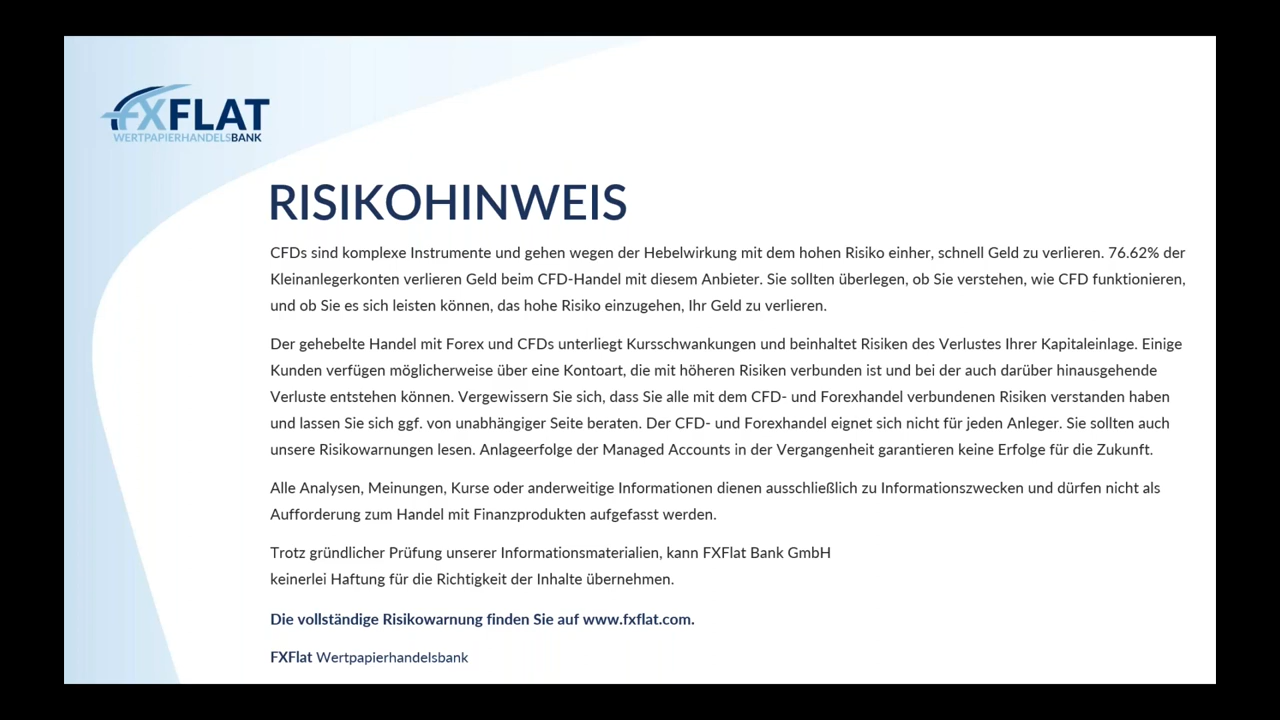 FXFLAT
WERTPAPIERHANDELSBANK
RISIKOHINWEIS
CFDs sind komplexe Instrumente und gehen wegen der Hebelwirkung mit dem hohen Risiko einher, schnell Geld zu verlieren. 76.62% der
Kleinanlegerkonten verlieren Geld beim CFD-Handel mit diesem Anbieter. Sie sollten überlegen, ob Sie verstehen, wie CFD funktionieren,
und ob Sie es sich leisten können, das hohe Risiko einzugehen, Ihr Geld zu verlieren.
Der gehebelte Handel mit Forex und CFDs unterliegt Kursschwankungen und beinhaltet Risiken des Verlustes Ihrer Kapitaleinlage. Einige
Kunden verfügen möglicherweise über eine Kontoart, die mit höheren Risiken verbunden ist und bei der auch darüber hinausgehende
Verluste entstehen können. Vergewissern Sie sich, dass Sie alle mit dem CFD- und Forexhandel verbundenen Risiken verstanden haben
und lassen Sie sich ggf. von unabhängiger Seite beraten. Der CFD- und Forexhandel eignet sich nicht für jeden Anleger. Sie sollten auch
unsere Risikowarnungen lesen. Anlageerfolge der Managed Accounts in der Vergangenheit garantieren keine Erfolge für die Zukunft.
Alle Analysen, Meinungen, Kurse oder anderweitige Informationen dienen ausschließlich zu Informationszwecken und dürfen nicht als
Aufforderung zum Handel mit Finanzprodukten aufgefasst werden.
Trotz gründlicher Prüfung unserer Informationsmaterialien, kann FXFlat Bank GmbH
keinerlei Haftung für die Richtigkeit der Inhalte übernehmen.
Die vollständige Risikowarnung finden Sie auf www.fxflat.com.
FXFlat Wertpapierhandelsbank